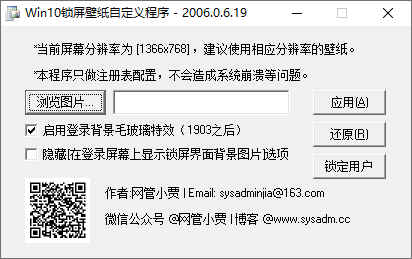 Win10锁屏壁纸自定义程序 - 2006.0.6.19
*当前屏幕分辨率为 [1366x768] ，建议使用相应分辨率的壁纸。
*本程序只做注册表配置，不会造成系统崩溃等问题。
浏览图片... 应用(A)
启用登录背景毛玻璃特效（1903之后） 还原(R)
隐藏[在登录屏幕上显示锁屏界面背景图片]选项 锁定用户
作者:网管小贾 | Email: sysadminjia@163.com
微信公众号 @网管小贾 | 博客 @www.sysadm.cc